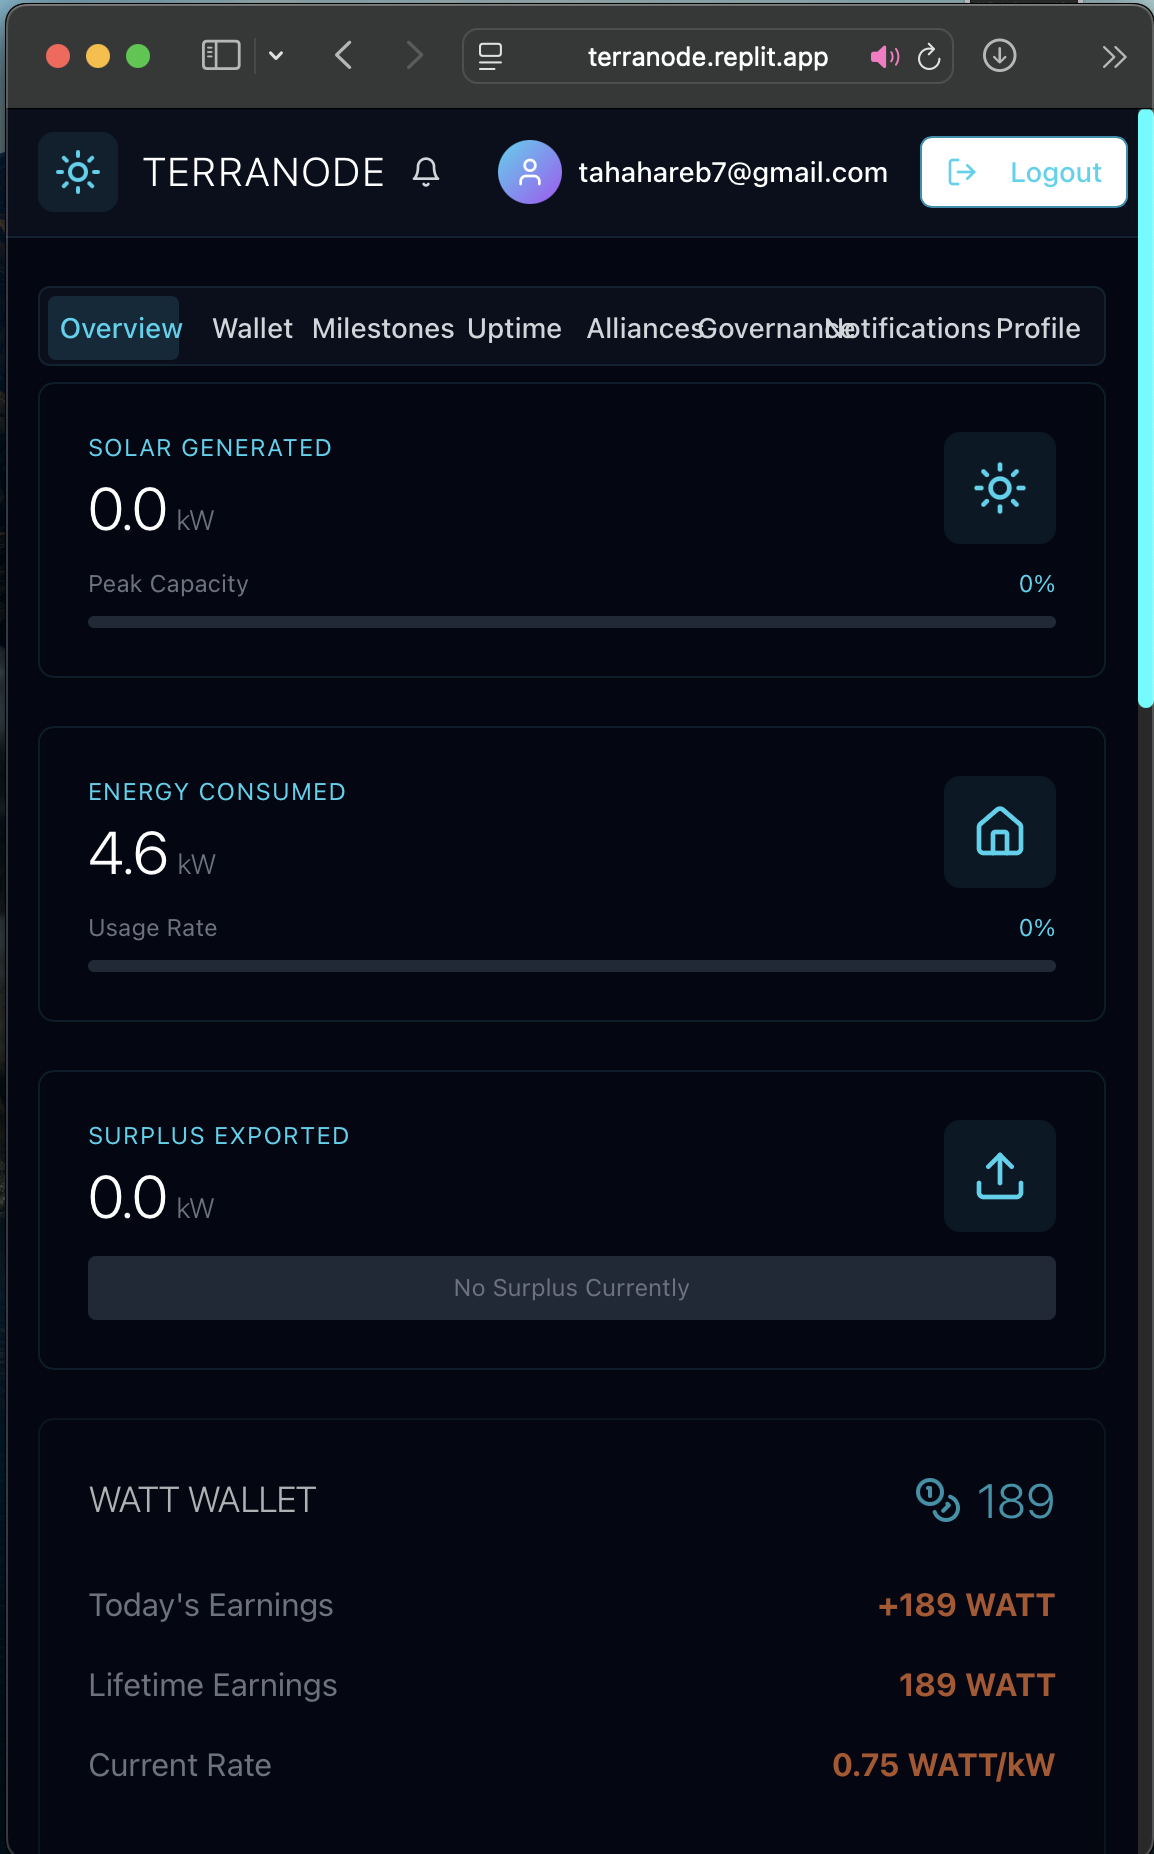 terranode.replit.app
TERRANODE
tahahareb7@gmail.com
Logout
Overview Wallet Milestones Uptime Alliances Governance Notifications Profile
SOLAR GENERATED
0.0 kW
Peak Capacity 0%
ENERGY CONSUMED
4.6 kW
Usage Rate 0%
SURPLUS EXPORTED
0.0 kW
No Surplus Currently
WATT WALLET 189
Today's Earnings +189 WATT
Lifetime Earnings 189 WATT
Current Rate 0.75 WATT/kW